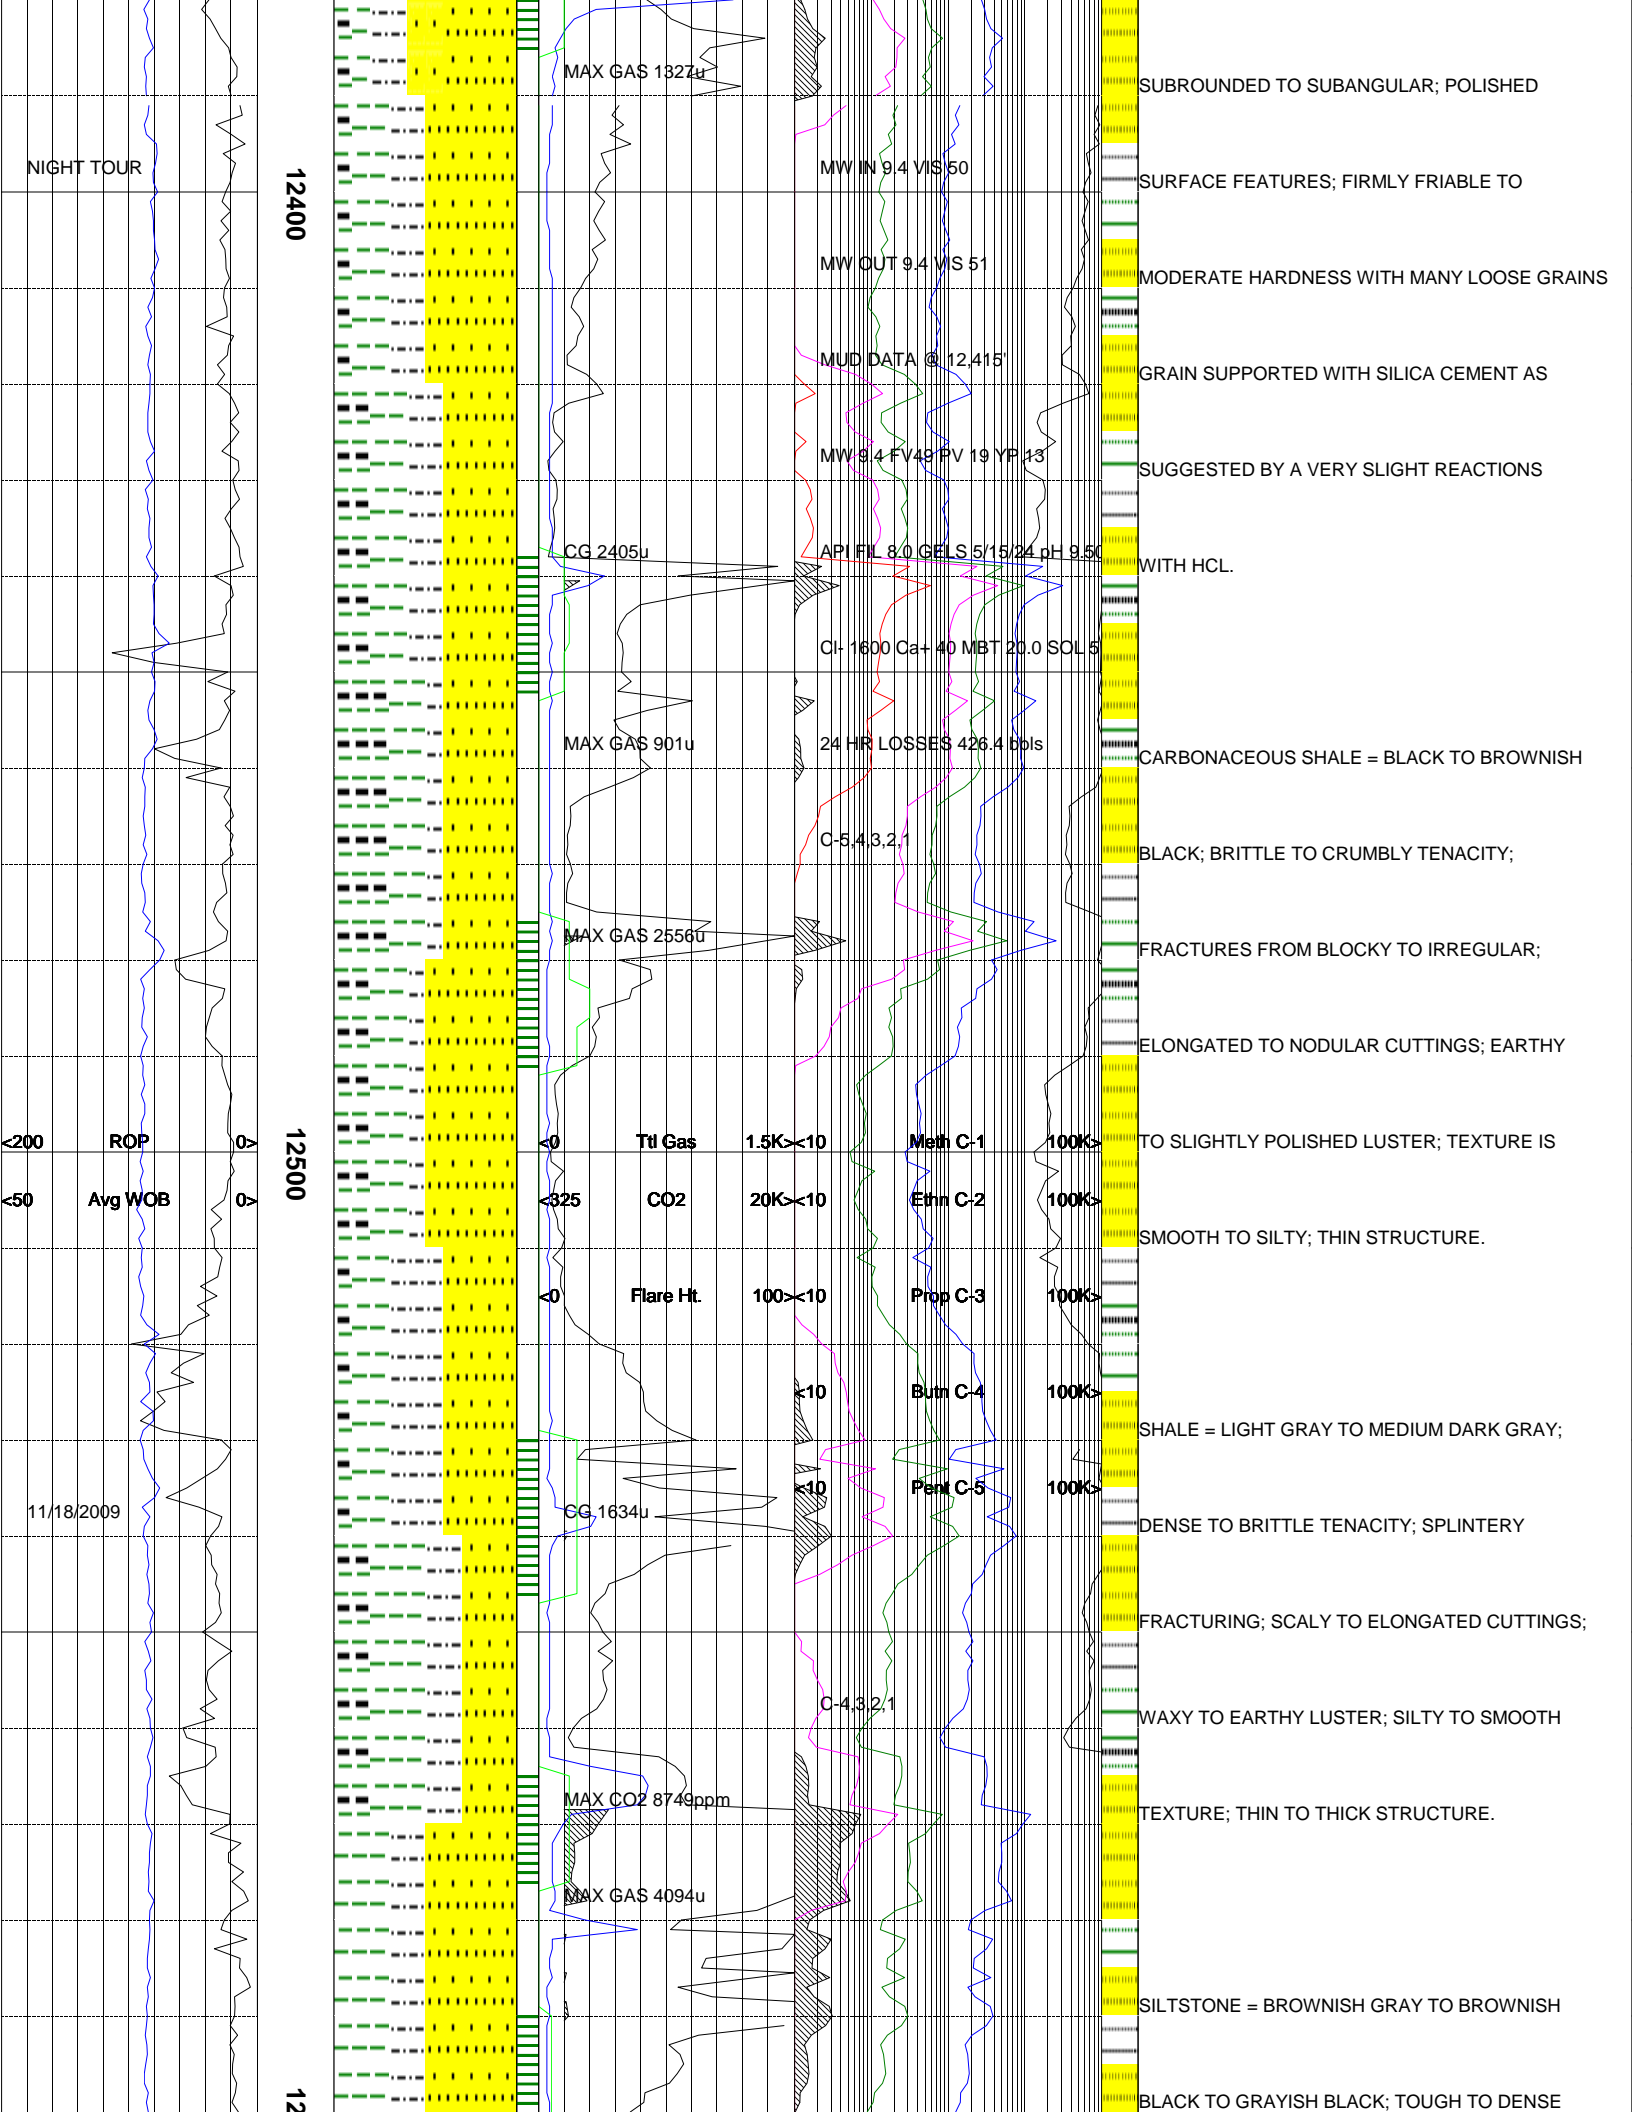 MAX GAS 1327u
SUBROUNDED TO SUBANGULAR; POLISHED
NIGHT TOUR
MW IN 9.4 VIS 50
SURFACE FEATURES; FIRMLY FRIABLE TO
12400
MW OUT 9.4 VIS 51
MODERATE HARDNESS WITH MANY LOOSE GRAINS
MUD DATA @ 12,415'
GRAIN SUPPORTED WITH SILICA CEMENT AS
MW 9.4 FV49 PV 19 YP 13
SUGGESTED BY A VERY SLIGHT REACTIONS
CG 2405u
API FIL 8.0 GELS 5/15/24 pH 9.50
WITH HCL.
Cl- 1600 Ca+ 40 MBT 20.0 SOL 5
MAX GAS 901u
24 HR LOSSES 426.4 bbls
CARBONACEOUS SHALE = BLACK TO BROWNISH
C-5,4,3,2,1
BLACK; BRITTLE TO CRUMBLY TENACITY;
MAX GAS 2556u
FRACTURES FROM BLOCKY TO IRREGULAR;
ELONGATED TO NODULAR CUTTINGS; EARTHY
<200 ROP 0>
12500
<0 Ttl Gas 1.5K>
<10 Meth C-1 100K>
TO SLIGHTLY POLISHED LUSTER; TEXTURE IS
<50 Avg WOB 0>
<325 CO2 20K>
<10 Ethn C-2 100K>
SMOOTH TO SILTY; THIN STRUCTURE.
<0 Flare Ht. 100>
<10 Prop C-3 100K>
<10 Butn C-4 100K>
SHALE = LIGHT GRAY TO MEDIUM DARK GRAY;
<10 Pent C-5 100K>
11/18/2009
CG 1634u
DENSE TO BRITTLE TENACITY; SPLINTERY
FRACTURING; SCALY TO ELONGATED CUTTINGS;
C-4,3,2,1
WAXY TO EARTHY LUSTER; SILTY TO SMOOTH
MAX CO2 8749ppm
TEXTURE; THIN TO THICK STRUCTURE.
MAX GAS 4094u
SILTSTONE = BROWNISH GRAY TO BROWNISH
BLACK TO GRAYISH BLACK; TOUGH TO DENSE